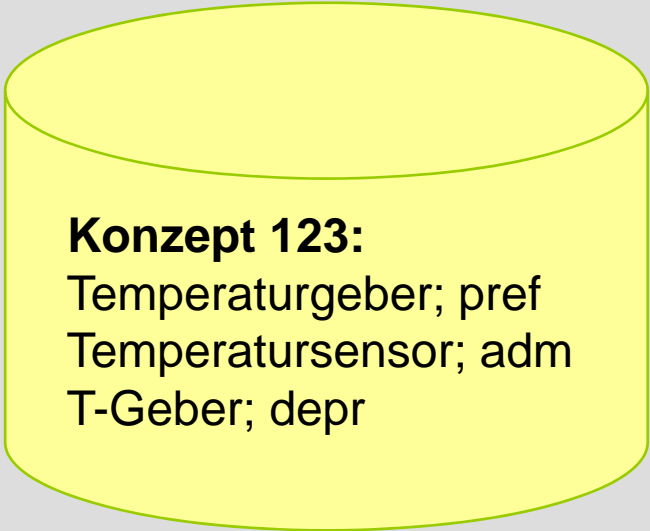 Konzept 123:
Temperaturgeber; pref
Temperatursensor; adm
T-Geber; depr